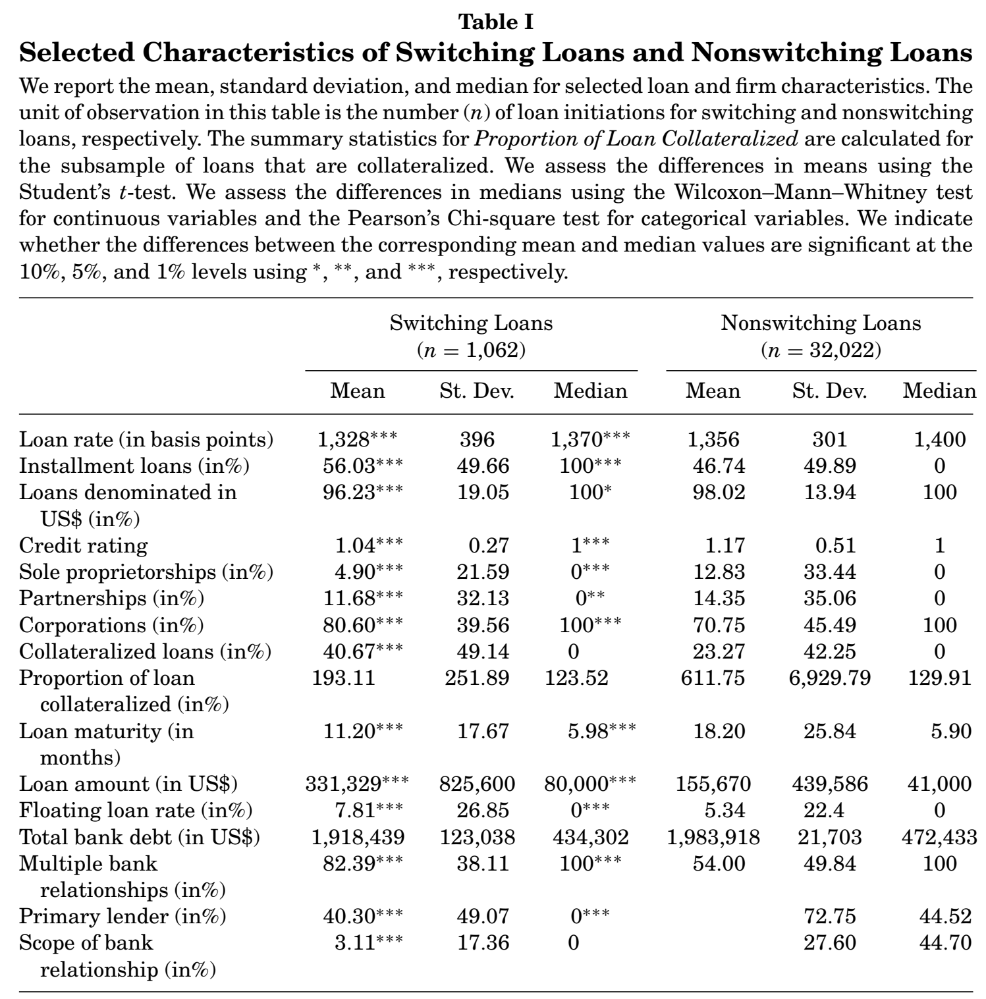 Table I
Selected Characteristics of Switching Loans and Nonswitching Loans
We report the mean, standard deviation, and median for selected loan and firm characteristics. The
unit of observation in this table is the number (n) of loan initiations for switching and nonswitching
loans, respectively. The summary statistics for Proportion of Loan Collateralized are calculated for
the subsample of loans that are collateralized. We assess the differences in means using the
Student's t-test. We assess the differences in medians using the Wilcoxon–Mann–Whitney test
for continuous variables and the Pearson's Chi-square test for categorical variables. We indicate
whether the differences between the corresponding mean and median values are significant at the
10%, 5%, and 1% levels using *, **, and ***, respectively.
Switching Loans Nonswitching Loans
(n = 1,062) (n = 32,022)
Mean St. Dev. Median Mean St. Dev. Median
Loan rate (in basis points) 1,328*** 396 1,370*** 1,356 301 1,400
Installment loans (in%) 56.03*** 49.66 100*** 46.74 49.89 0
Loans denominated in 96.23*** 19.05 100* 98.02 13.94 100
US$ (in%)
Credit rating 1.04*** 0.27 1*** 1.17 0.51 1
Sole proprietorships (in%) 4.90*** 21.59 0*** 12.83 33.44 0
Partnerships (in%) 11.68*** 32.13 0** 14.35 35.06 0
Corporations (in%) 80.60*** 39.56 100*** 70.75 45.49 100
Collateralized loans (in%) 40.67*** 49.14 0 23.27 42.25 0
Proportion of loan 193.11 251.89 123.52 611.75 6,929.79 129.91
collateralized (in%)
Loan maturity (in 11.20*** 17.67 5.98*** 18.20 25.84 5.90
months)
Loan amount (in US$) 331,329*** 825,600 80,000*** 155,670 439,586 41,000
Floating loan rate (in%) 7.81*** 26.85 0*** 5.34 22.4 0
Total bank debt (in US$) 1,918,439 123,038 434,302 1,983,918 21,703 472,433
Multiple bank 82.39*** 38.11 100*** 54.00 49.84 100
relationships (in%)
Primary lender (in%) 40.30*** 49.07 0*** 72.75 44.52
Scope of bank 3.11*** 17.36 0 27.60 44.70
relationship (in%)